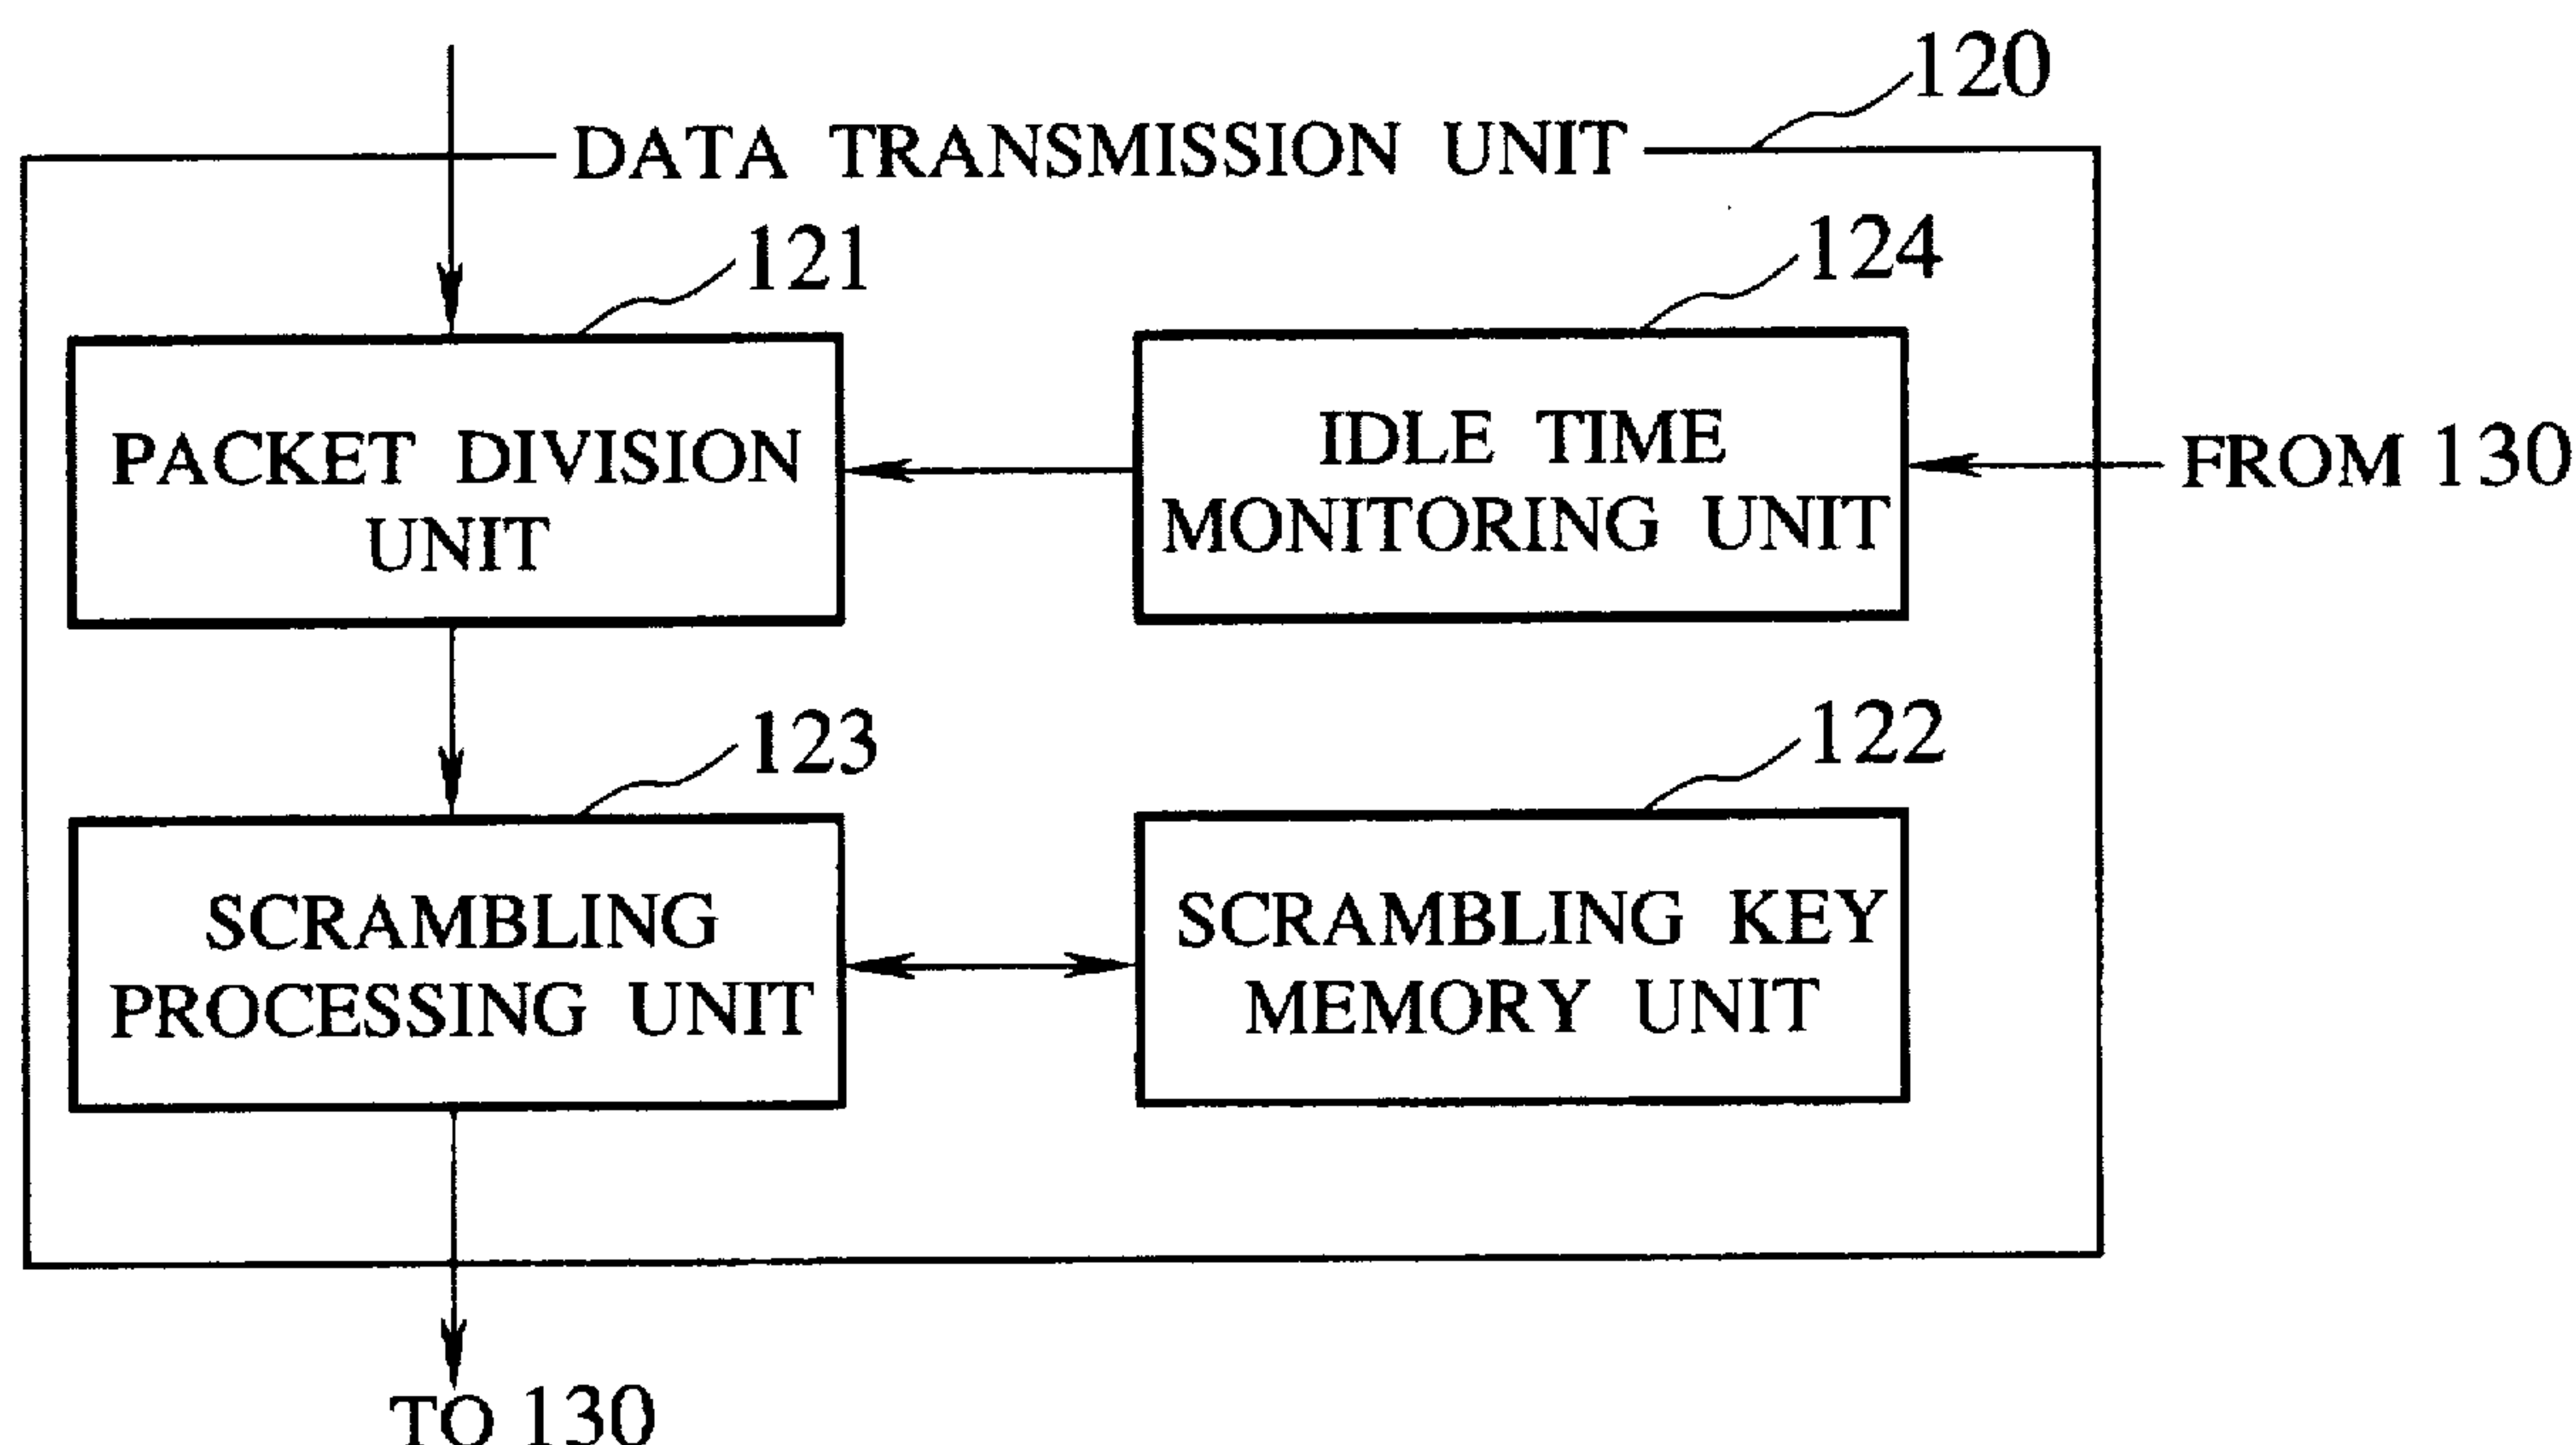 120
DATA TRANSMISSION UNIT
121
124
PACKET DIVISION
UNIT
IDLE TIME
MONITORING UNIT
FROM 130
123
122
SCRAMBLING
PROCESSING UNIT
SCRAMBLING KEY
MEMORY UNIT
TO 130